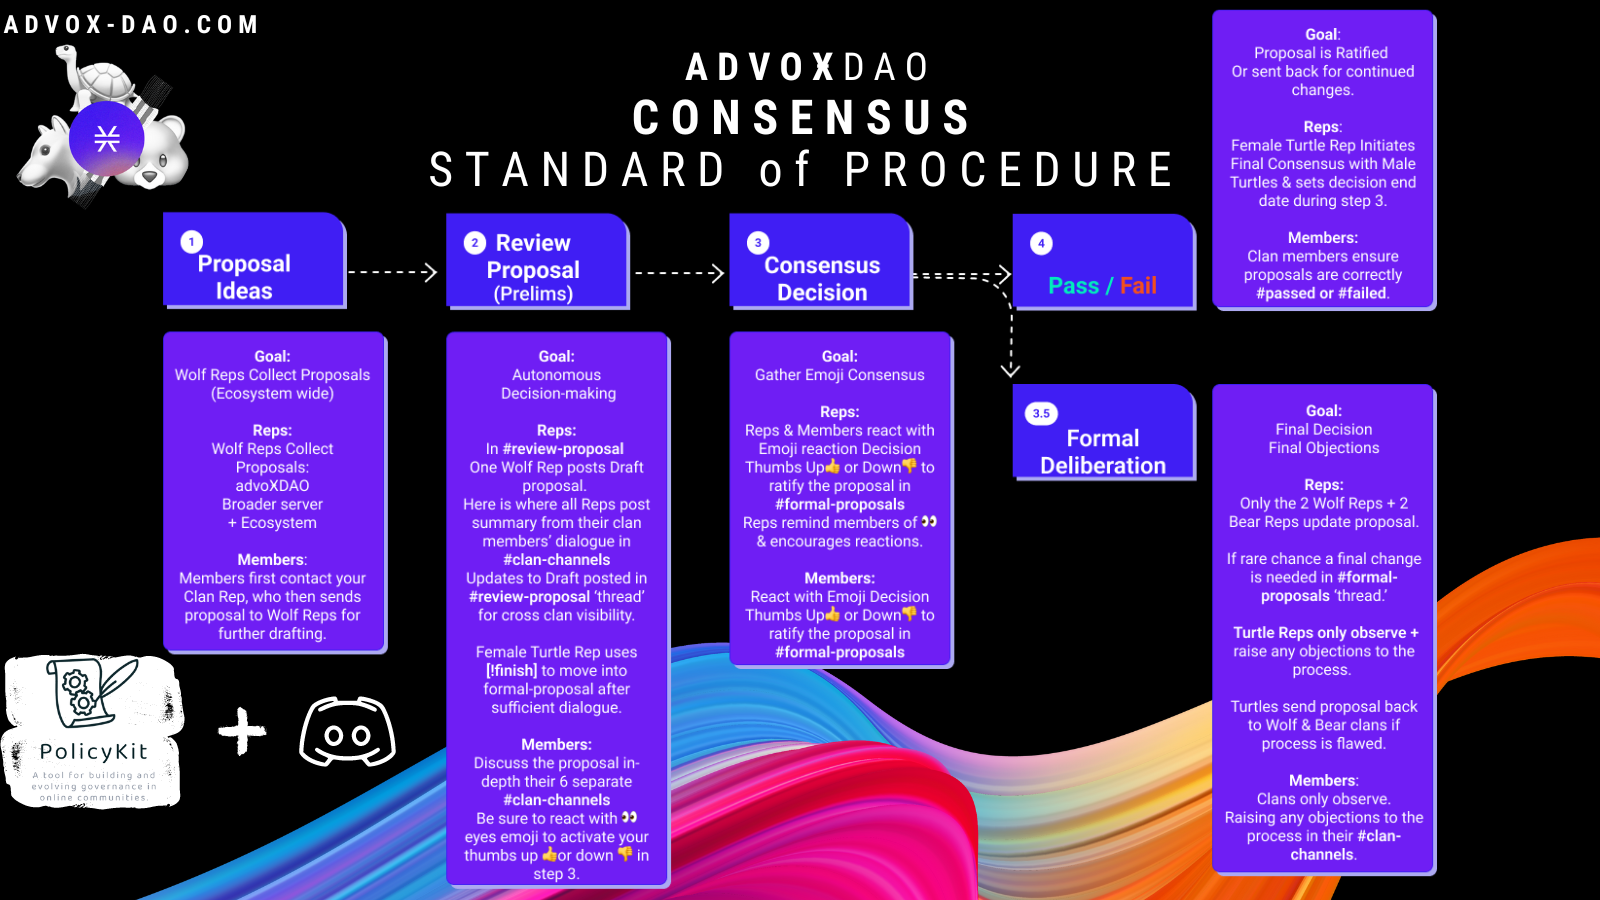 ADVOX-DAO.COM
ADVOXDAO
CONSENSUS
STANDARD of PROCEDURE
1
Proposal
Ideas
Goal:
Wolf Reps Collect Proposals
(Ecosystem wide)
Reps:
Wolf Reps Collect
Proposals:
advoXDAO
Broader server
+ Ecosystem
Members:
Members first contact your
Clan Rep, who then sends
proposal to Wolf Reps for
further drafting.
2
Review
Proposal
(Prelims)
Goal:
Autonomous
Decision-making
Reps:
In #review-proposal
One Wolf Rep posts Draft
proposal.
Here is where all Reps post
summary from their clan
members' dialogue in
#clan-channels
Updates to Draft posted in
#review-proposal 'thread'
for cross clan visibility.
Female Turtle Rep uses
[!finish] to move into
formal-proposal after
sufficient dialogue.
Members:
Discuss the proposal in-
depth their 6 separate
#clan-channels
Be sure to react with 👀
eyes emoji to activate your
thumbs up 👍or down 👎 in
step 3.
3
Consensus
Decision
Goal:
Gather Emoji Consensus
Reps:
Reps & Members react with
Emoji reaction Decision
Thumbs Up👍 or Down👎 to
ratify the proposal in
#formal-proposals
Reps remind members of 👀
& encourages reactions.
Members:
React with Emoji Decision
Thumbs Up👍 or Down👎 to
ratify the proposal in
#formal-proposals
4
Pass / Fail
Goal:
Proposal is Ratified
Or sent back for continued
changes.
Reps:
Female Turtle Rep Initiates
Final Consensus with Male
Turtles & sets decision end
date during step 3.
Members:
Clan members ensure
proposals are correctly
#passed or #failed.
3.5
Formal
Deliberation
Goal:
Final Decision
Final Objections
Reps:
Only the 2 Wolf Reps + 2
Bear Reps update proposal.
If rare chance a final change
is needed in #formal-
proposals 'thread.'
Turtle Reps only observe +
raise any objections to the
process.
Turtles send proposal back
to Wolf & Bear clans if
process is flawed.
Members:
Clans only observe.
Raising any objections to the
process in their #clan-
channels.
PolicyKit
A tool for building and
evolving governance in
online communities.